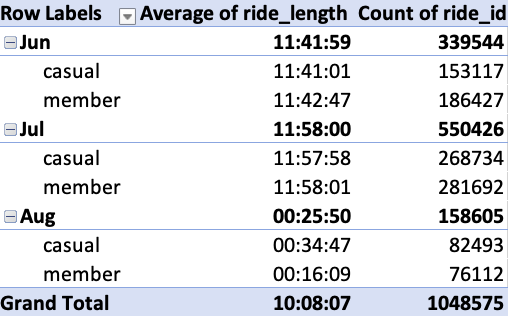 Row Labels Average of ride_length Count of ride_id
Jun 11:41:59 339544
casual 11:41:01 153117
member 11:42:47 186427
Jul 11:58:00 550426
casual 11:57:58 268734
member 11:58:01 281692
Aug 00:25:50 158605
casual 00:34:47 82493
member 00:16:09 76112
Grand Total 10:08:07 1048575